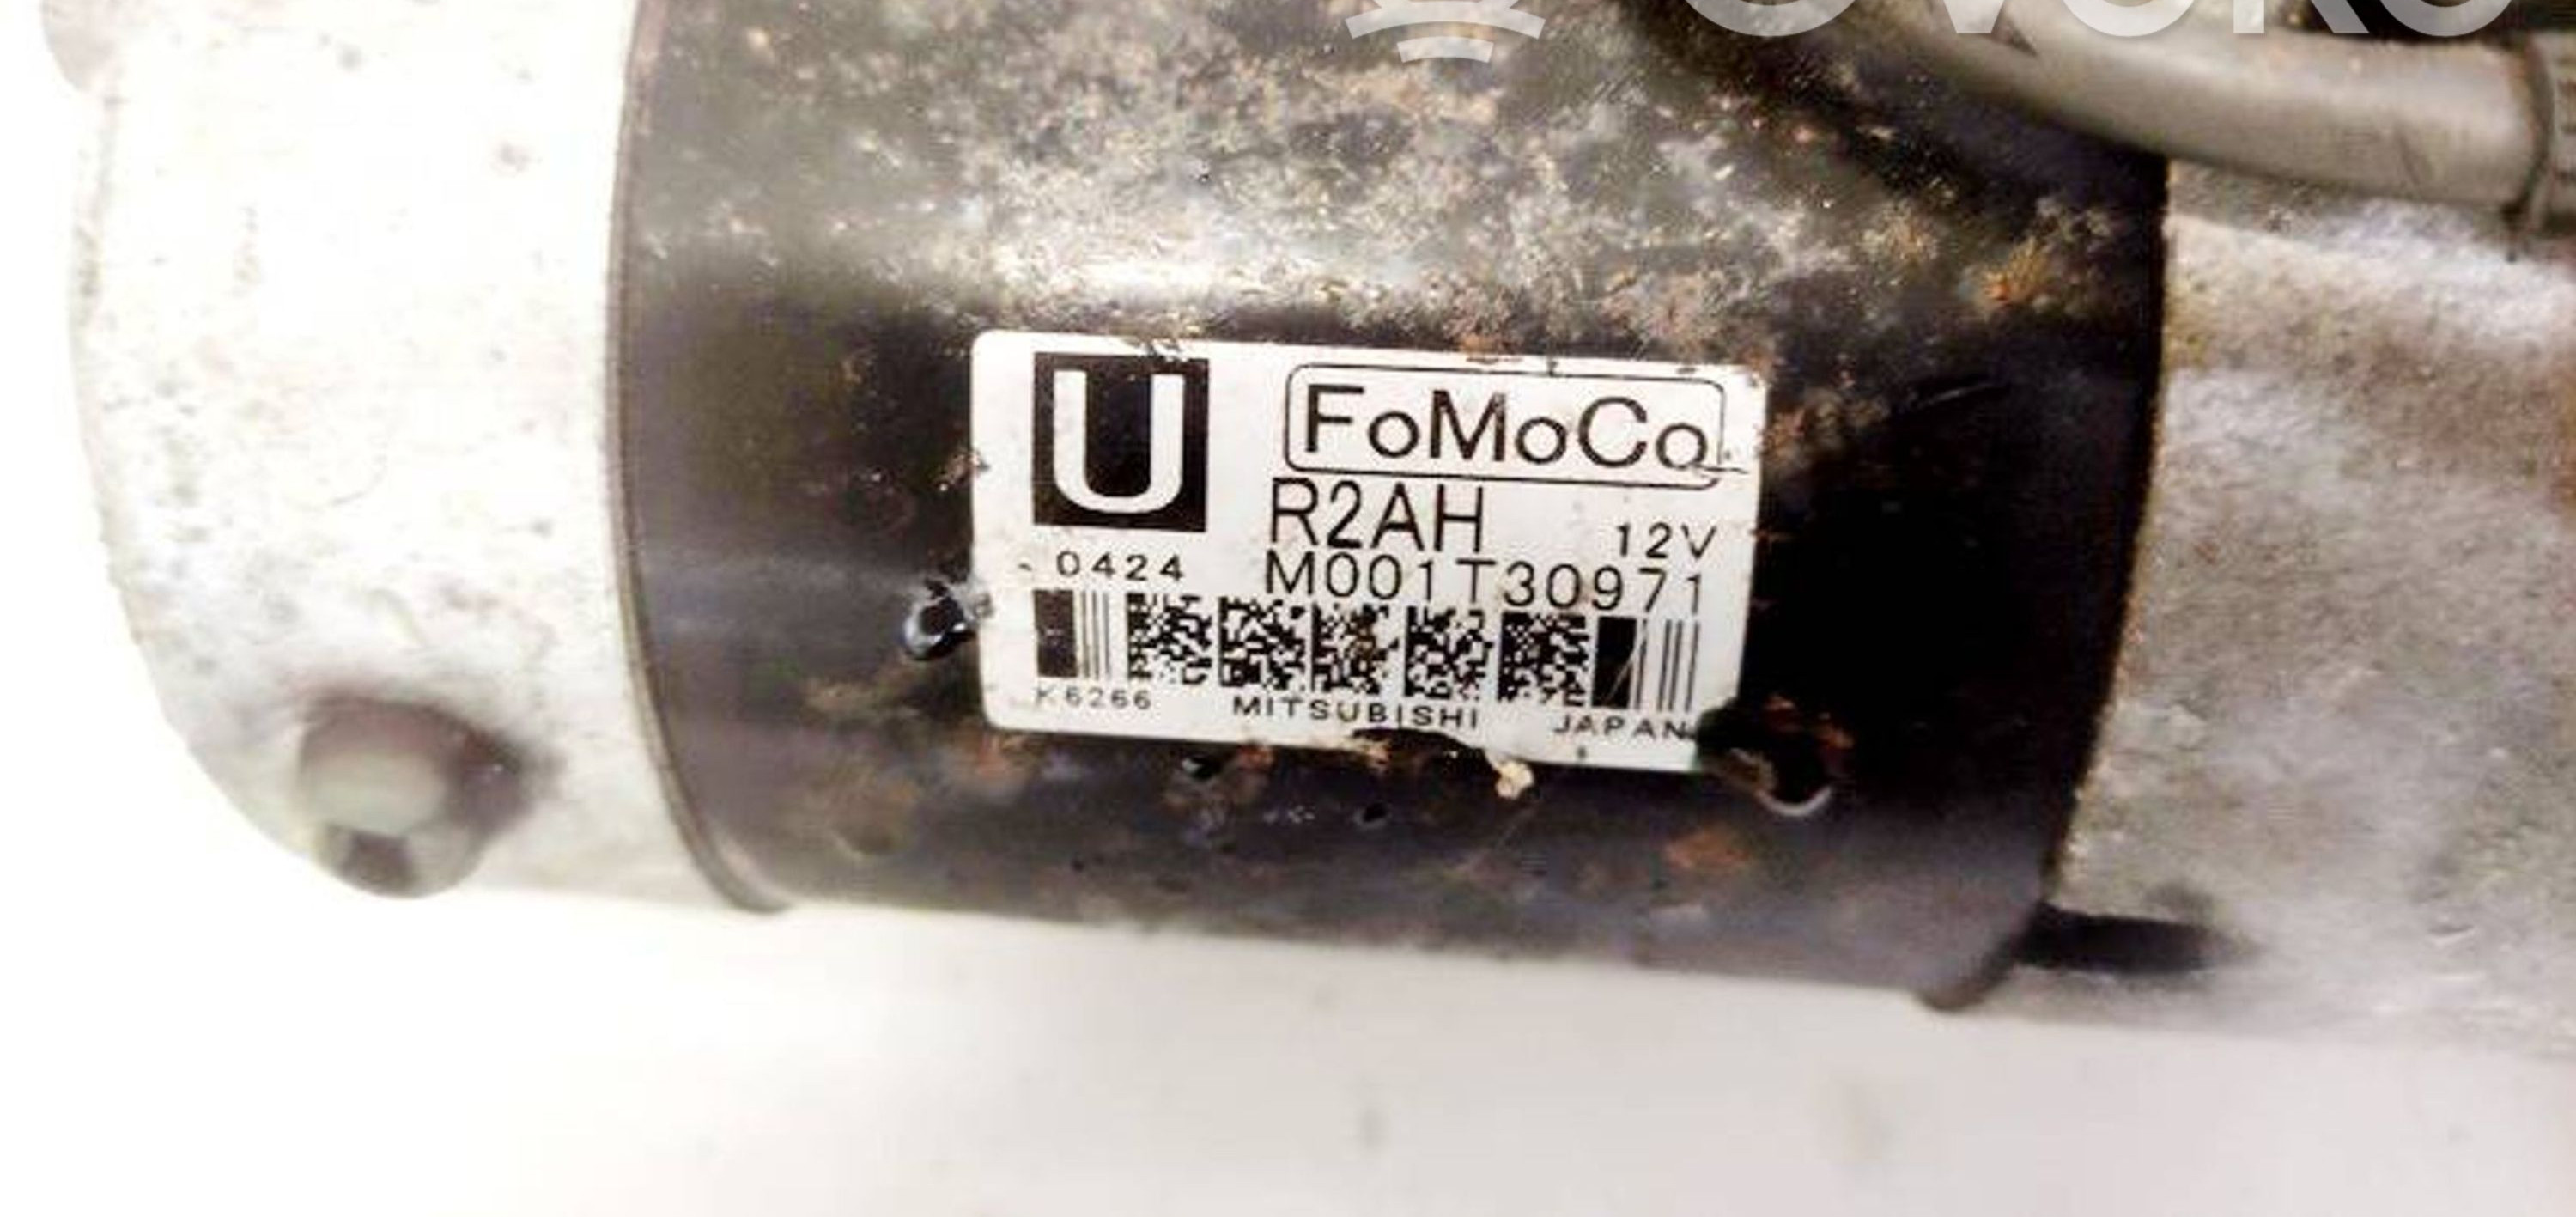 U
FoMoCo
R2AH
12V
0424
M001T30971
K6266
MITSUBISHI
JAPAN